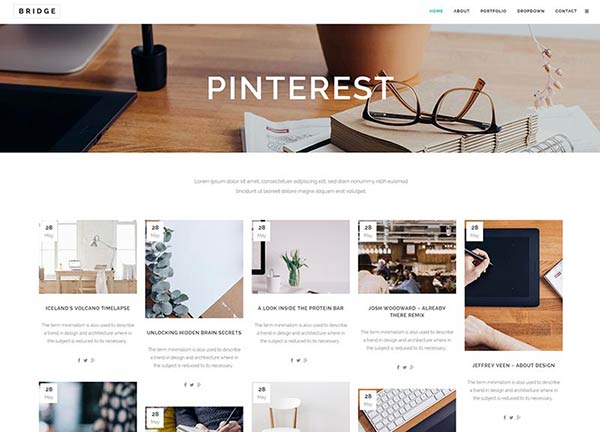 BRIDGE
HOME ABOUT PORTFOLIO DROPDOWN CONTACT
PINTEREST
Lorem ipsum dolor sit amet, consectetuer adipiscing elit, sed diam nonummy nibh euismod
tincidunt ut laoreet dolore magna aliquam erat volutpat.
28
May
ICELAND'S VOLCANO TIMELAPSE
The term minimalism is also used to describe
a trend in design and architecture where in
the subject is reduced to its necessary.
28
May
UNLOCKING HIDDEN BRAIN SECRETS
The term minimalism is also used to describe
a trend in design and architecture where in
the subject is reduced to its necessary.
28
May
A LOOK INSIDE THE PROTEIN BAR
The term minimalism is also used to describe
a trend in design and architecture where in
the subject is reduced to its necessary.
28
May
JOSH WOODWARD – ALREADY
THERE REMIX
The term minimalism is also used to describe
a trend in design and architecture where in
the subject is reduced to its necessary.
28
May
JEFFREY VEEN – ABOUT DESIGN
The term minimalism is also used to describe
a trend in design and architecture where in
the subject is reduced to its necessary.
28
May
28
May
28
May
28
May
28
May